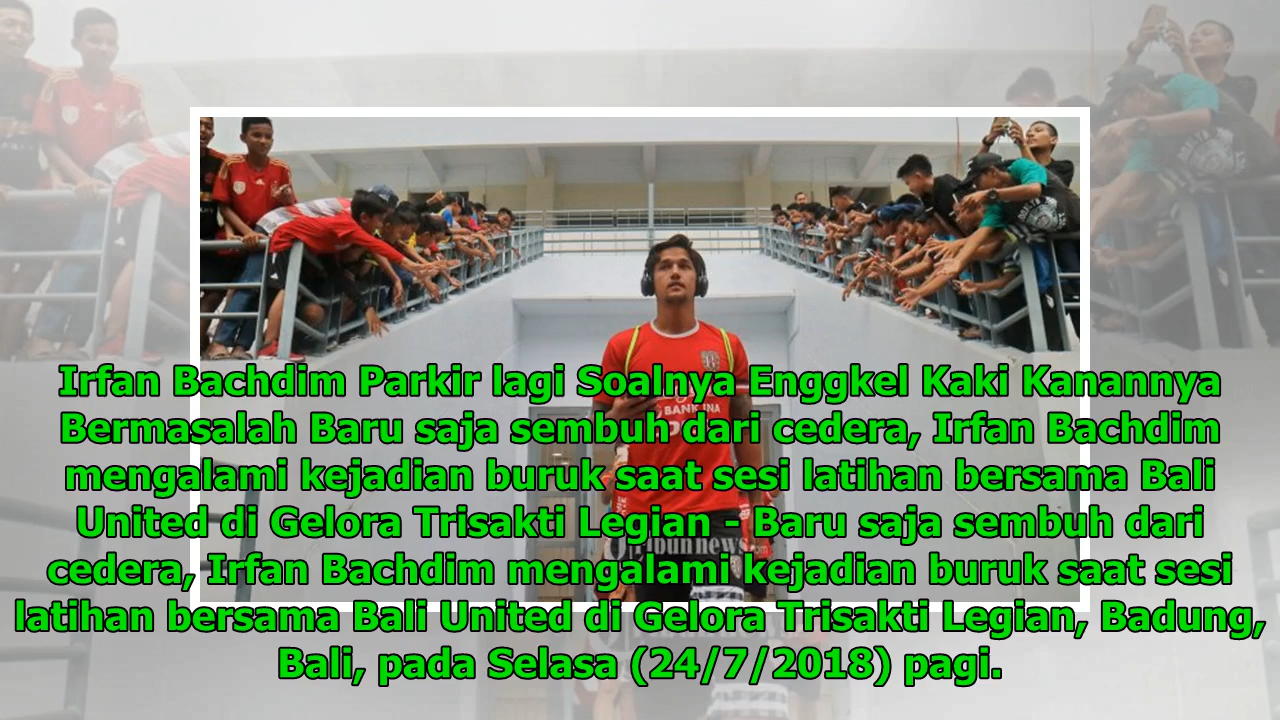 Irfan Bachdim Parkir lagi Soalnya Enggkel Kaki Kanannya
Bermasalah Baru saja sembuh dari cedera, Irfan Bachdim
mengalami kejadian buruk saat sesi latihan bersama Bali
United di Gelora Trisakti Legian - Baru saja sembuh dari
cedera, Irfan Bachdim mengalami kejadian buruk saat sesi
latihan bersama Bali United di Gelora Trisakti Legian, Badung,
Bali, pada Selasa (24/7/2018) pagi.
Tribunnews.com